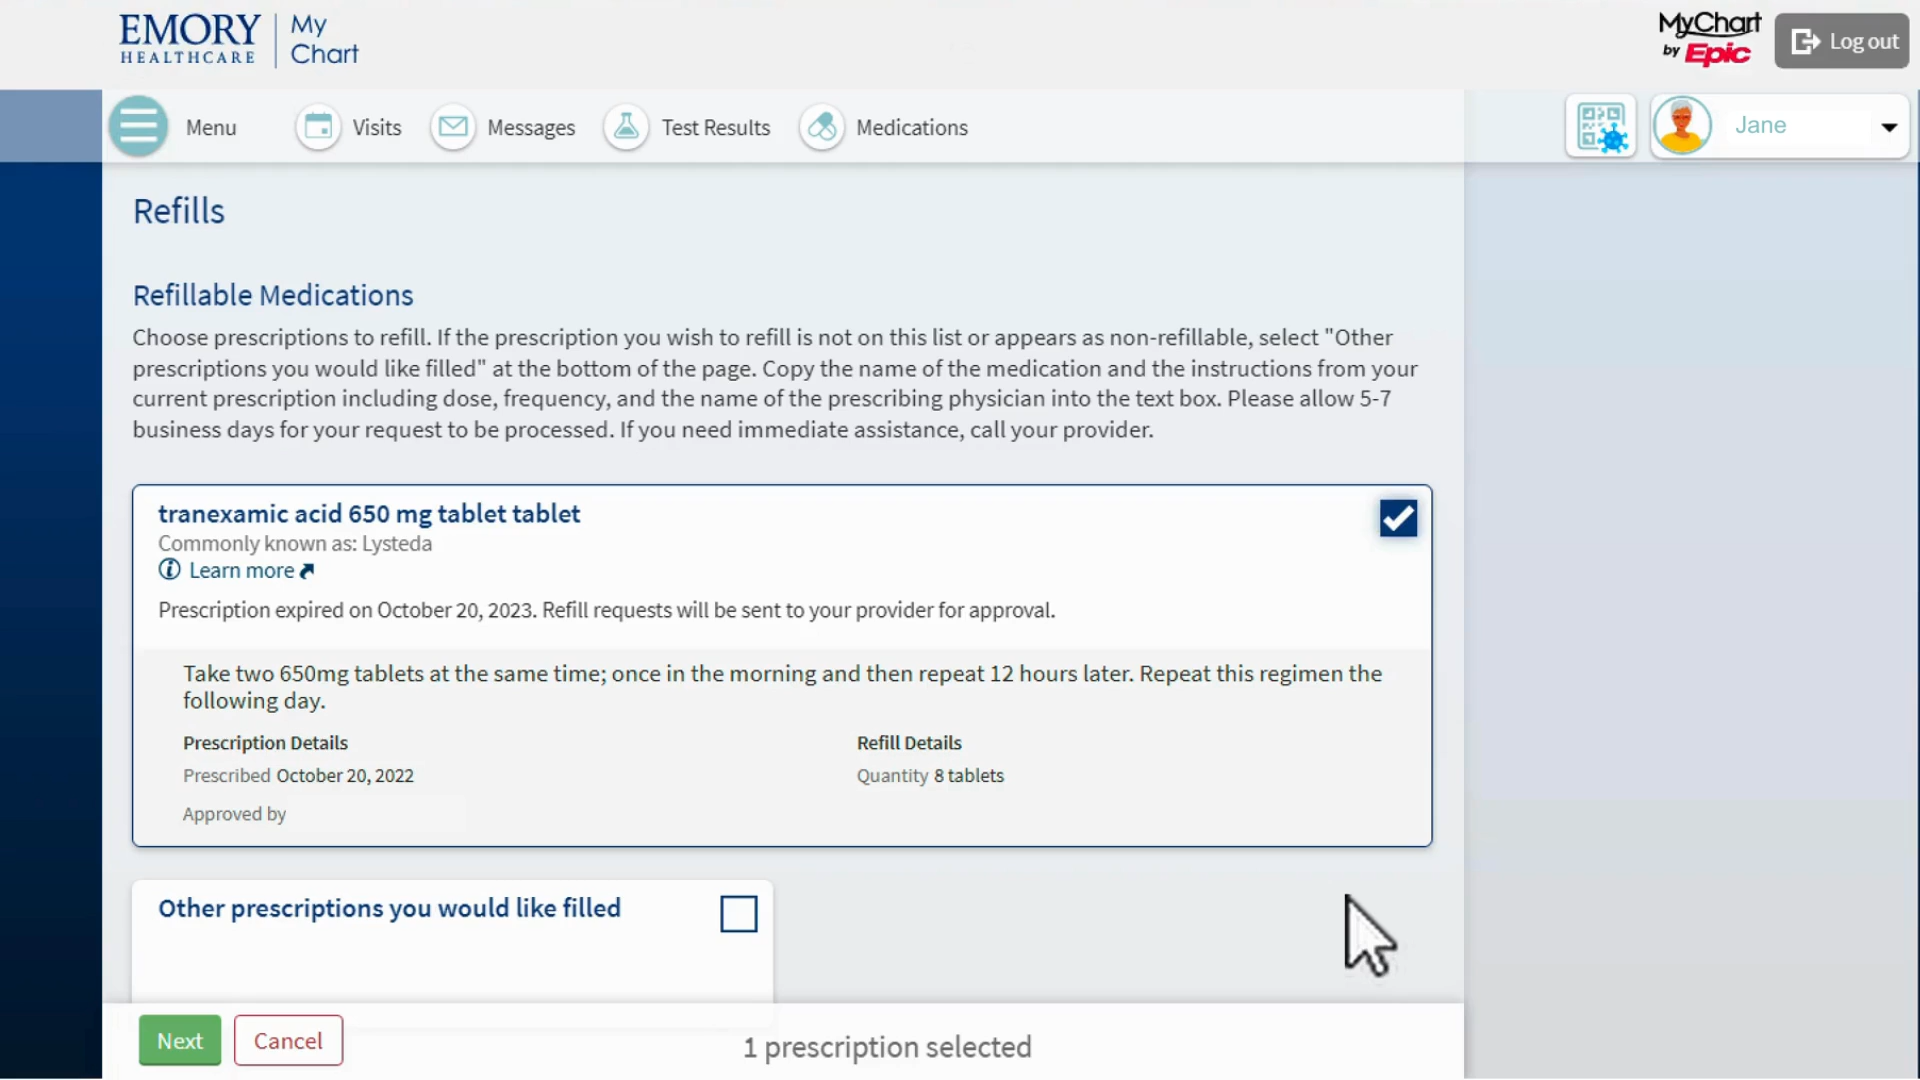 EMORY
HEALTHCARE
My
Chart
MyChart
by Epic
Log out
Menu
Visits
Messages
Test Results
Medications
Jane
Refills
Refillable Medications
Choose prescriptions to refill. If the prescription you wish to refill is not on this list or appears as non-refillable, select "Other
prescriptions you would like filled" at the bottom of the page. Copy the name of the medication and the instructions from your
current prescription including dose, frequency, and the name of the prescribing physician into the text box. Please allow 5-7
business days for your request to be processed. If you need immediate assistance, call your provider.
tranexamic acid 650 mg tablet tablet
Commonly known as: Lysteda
Learn more
Prescription expired on October 20, 2023. Refill requests will be sent to your provider for approval.
Take two 650mg tablets at the same time; once in the morning and then repeat 12 hours later. Repeat this regimen the
following day.
Prescription Details
Refill Details
Prescribed October 20, 2022
Quantity 8 tablets
Approved by
Other prescriptions you would like filled
Next
Cancel
1 prescription selected